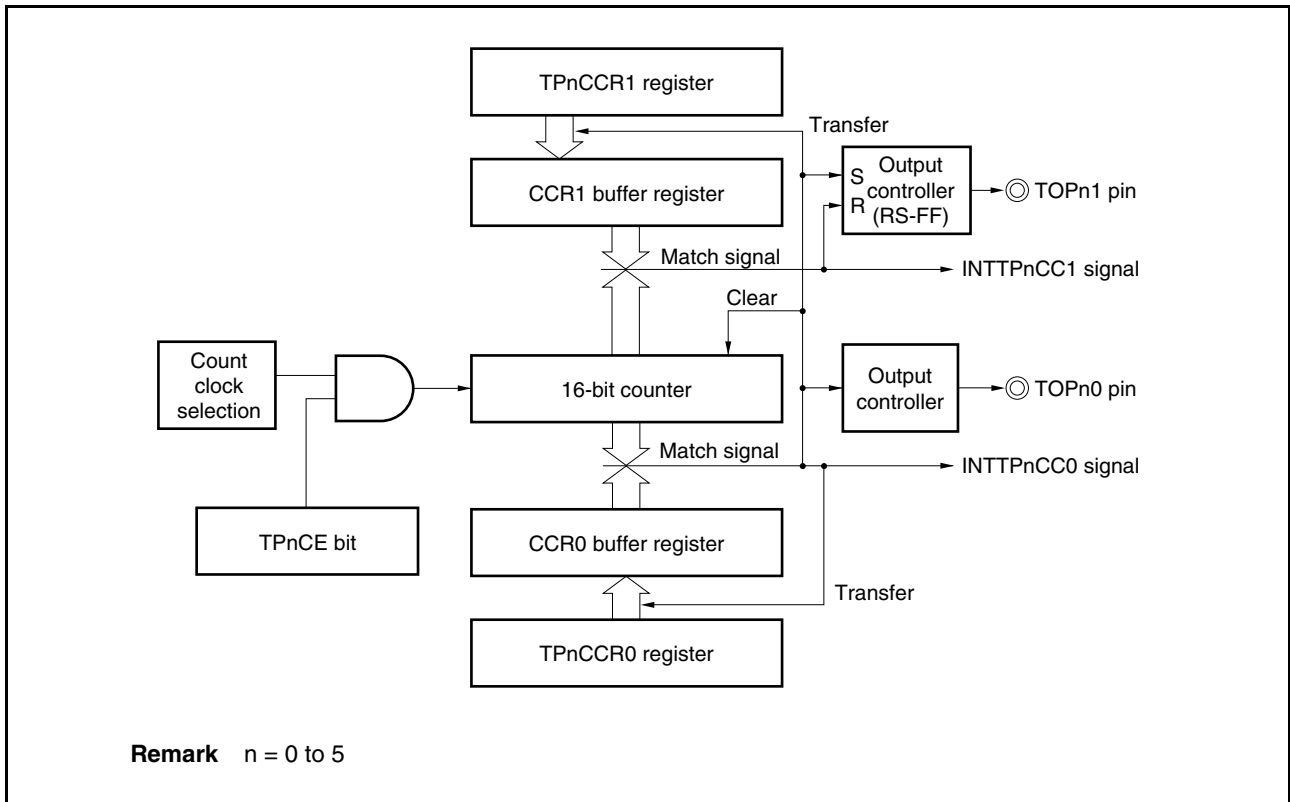 TPnCCR1 register
Transfer
CCR1 buffer register
S
R
Output
controller
(RS-FF)
TOPn1 pin
Match signal
INTTPnCC1 signal
Clear
Count
clock
selection
16-bit counter
Output
controller
TOPn0 pin
Match signal
INTTPnCC0 signal
TPnCE bit
CCR0 buffer register
Transfer
TPnCCR0 register
Remark n = 0 to 5